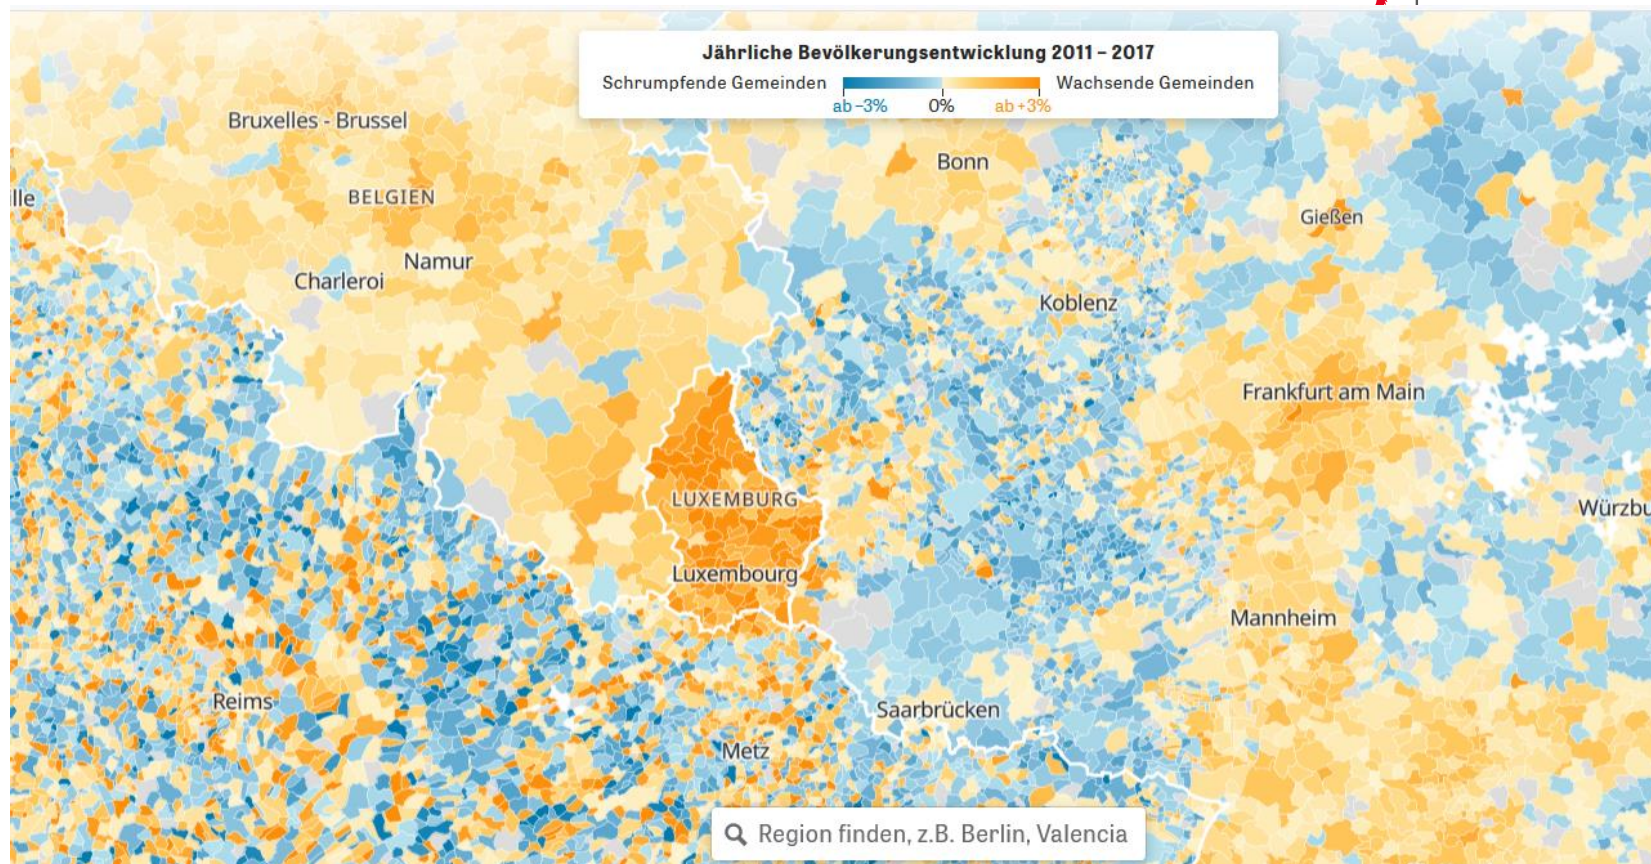 Jährliche Bevölkerungsentwicklung 2011 – 2017
Schrumpfende Gemeinden
Wachsende Gemeinden
ab −3%
0%
ab +3%
Bruxelles - Brussel
Bonn
lle
BELGIEN
Gießen
Namur
Charleroi
Koblenz
Frankfurt am Main
LUXEMBURG
Würzbu
Luxembourg
Mannheim
Reims
Saarbrücken
Metz
Region finden, z.B. Berlin, Valencia